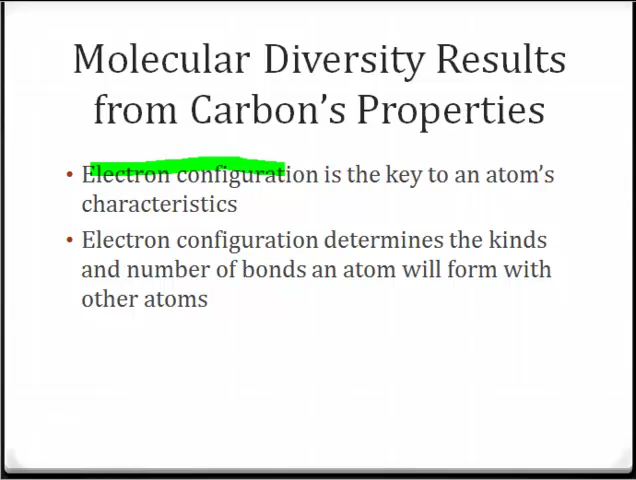 Molecular Diversity Results
from Carbon’s Properties
• Electron configuration is the key to an atom’s
characteristics
• Electron configuration determines the kinds
and number of bonds an atom will form with
other atoms